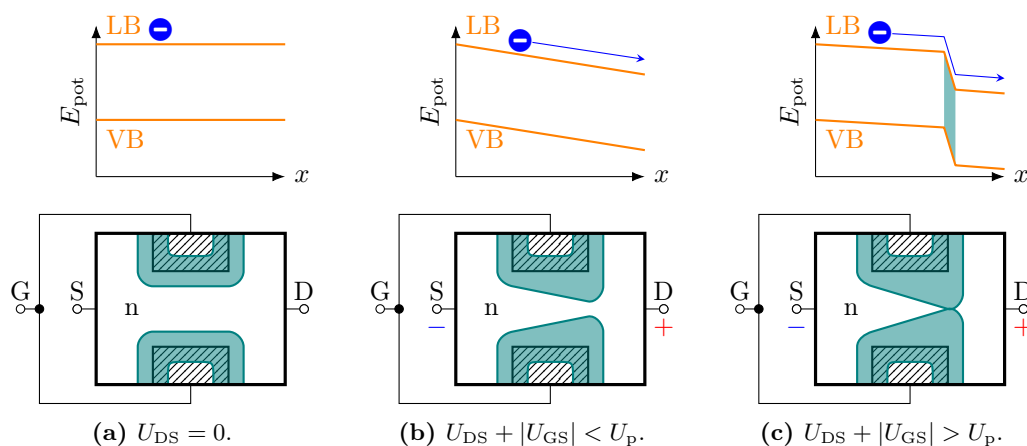 LB
VB
E_pot
x
G
S
n
D
(a) U_DS = 0.
LB
VB
E_pot
x
G
S
n
D
−
+
(b) U_DS + |U_GS| < U_p.
LB
VB
E_pot
x
G
S
n
D
−
+
(c) U_DS + |U_GS| > U_p.